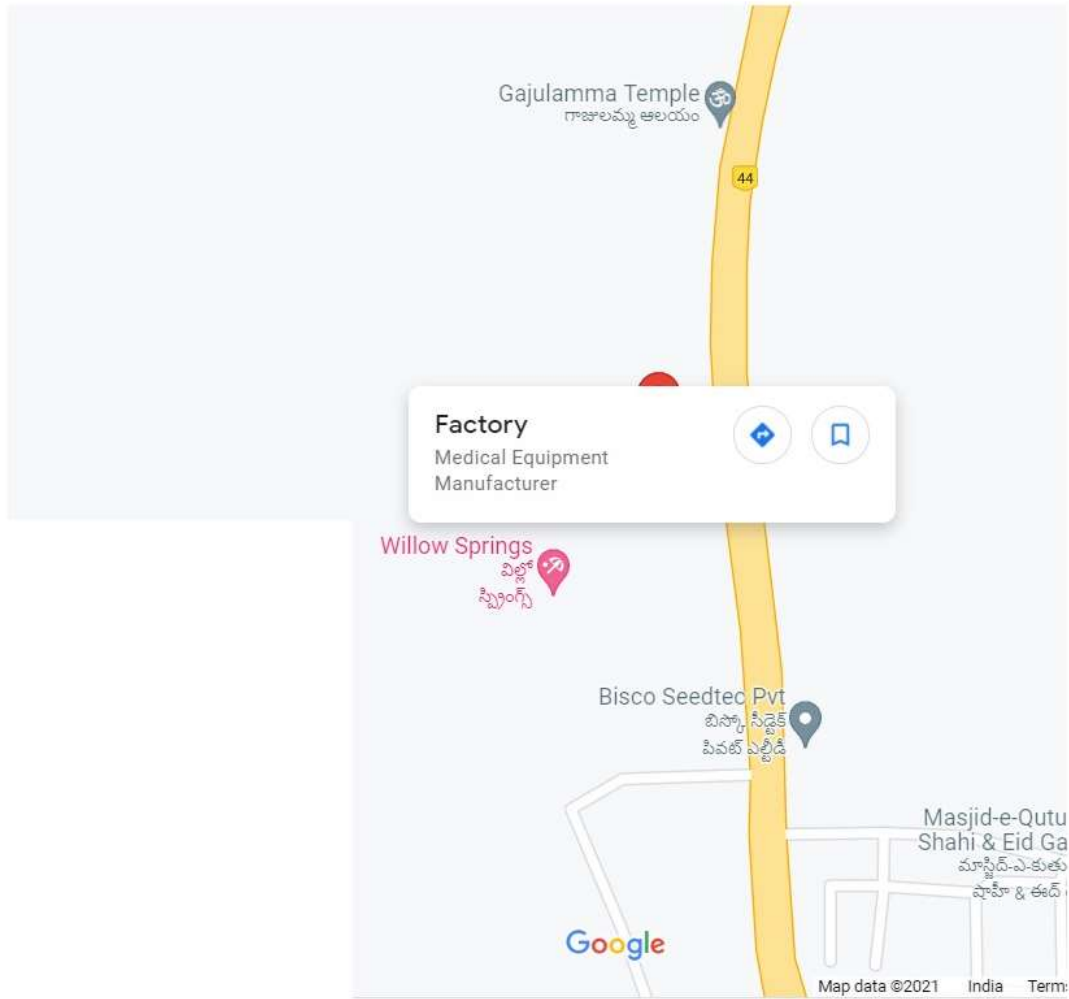 Gajulamma Temple
గాజులమ్మ ఆలయం
44
Factory
Medical Equipment
Manufacturer
Willow Springs
విల్లో
స్ప్రింగ్స్
Bisco Seedtec Pvt
బిస్కో సీడ్టెక్
పివట్ ఎల్టీడీ
Masjid-e-Qutu
Shahi & Eid Ga
మాస్జిద్-ఎ-కుతు
షాహీ & ఈద్
Google
Map data ©2021 India Terms